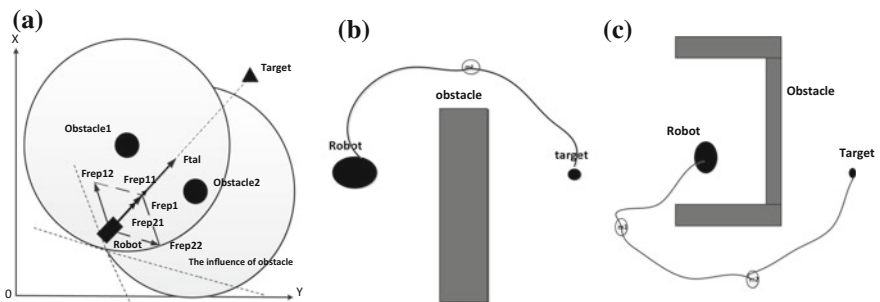 (a)
X
Target
Obstacle1
Ftal
Frep12
Frep11
Obstacle2
Frep1
Frep21
Robot
Frep22
The influence of obstacle
0
Y
(b)
obstacle
Robot
target
(c)
Obstacle
Robot
Target